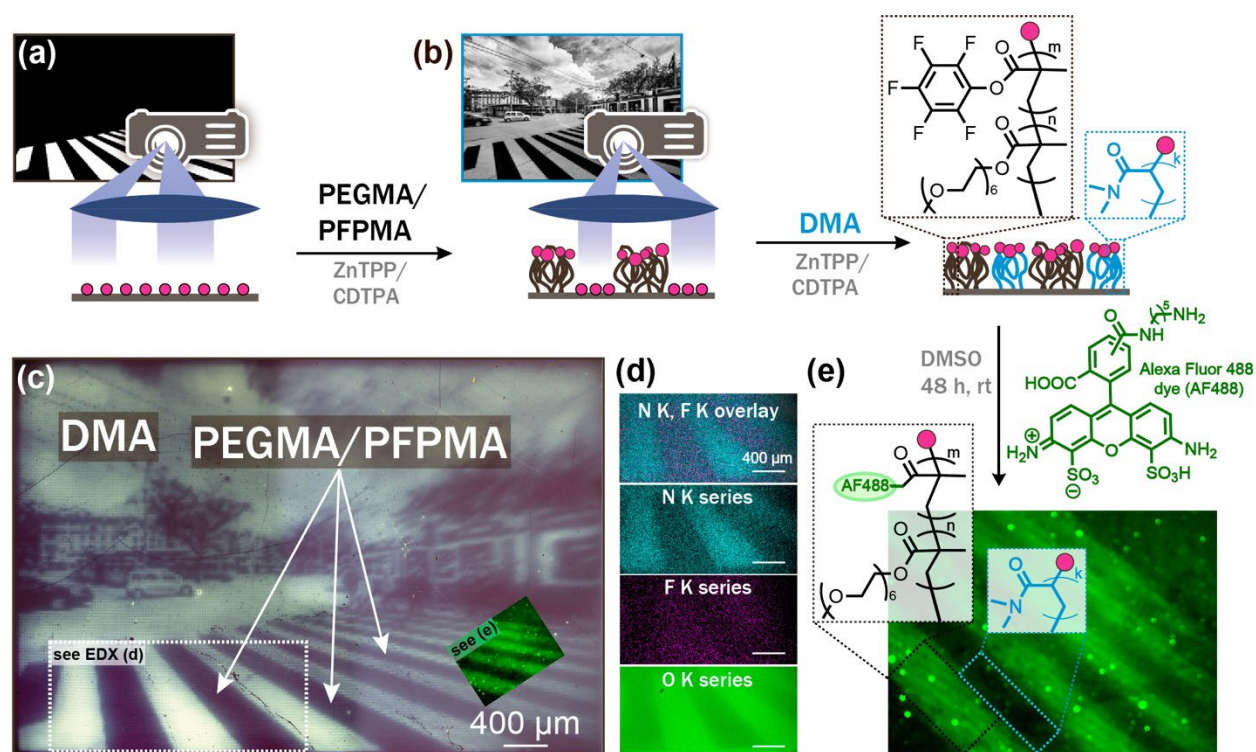 (a)
(b)
PEGMA/
PFPMA
ZnTPP/
CDTPA
DMA
ZnTPP/
CDTPA
F
F
F
F
F
O
O
m
n
O
O
O
6
O
N
k
(c)
DMA
PEGMA/PFPMA
see EDX (d)
see (e)
400 µm
(d)
N K, F K overlay
400 µm
N K series
F K series
O K series
(e)
DMSO
48 h, rt
O
5
NH2
NH
HOOC
Alexa Fluor 488
dye (AF488)
H2N
⊕
O
NH2
SO3
⊖
SO3H
AF488
O
m
n
O
O
O
6
O
N
k